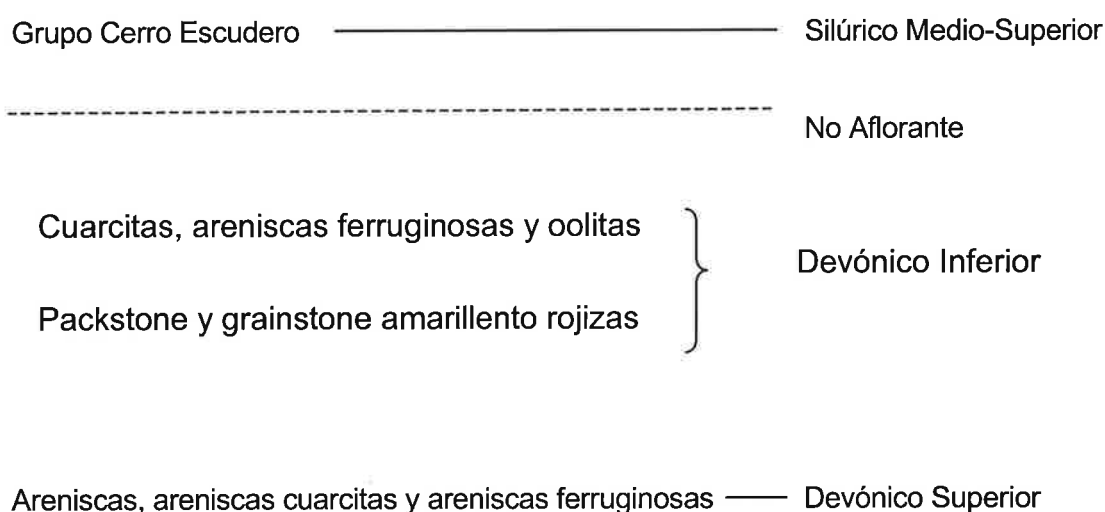 Grupo Cerro Escudero Silúrico Medio-Superior
No Aflorante
Cuarcitas, areniscas ferruginosas y oolitas
Devónico Inferior
Packstone y grainstone amarillento rojizas
Areniscas, areniscas cuarcitas y areniscas ferruginosas Devónico Superior